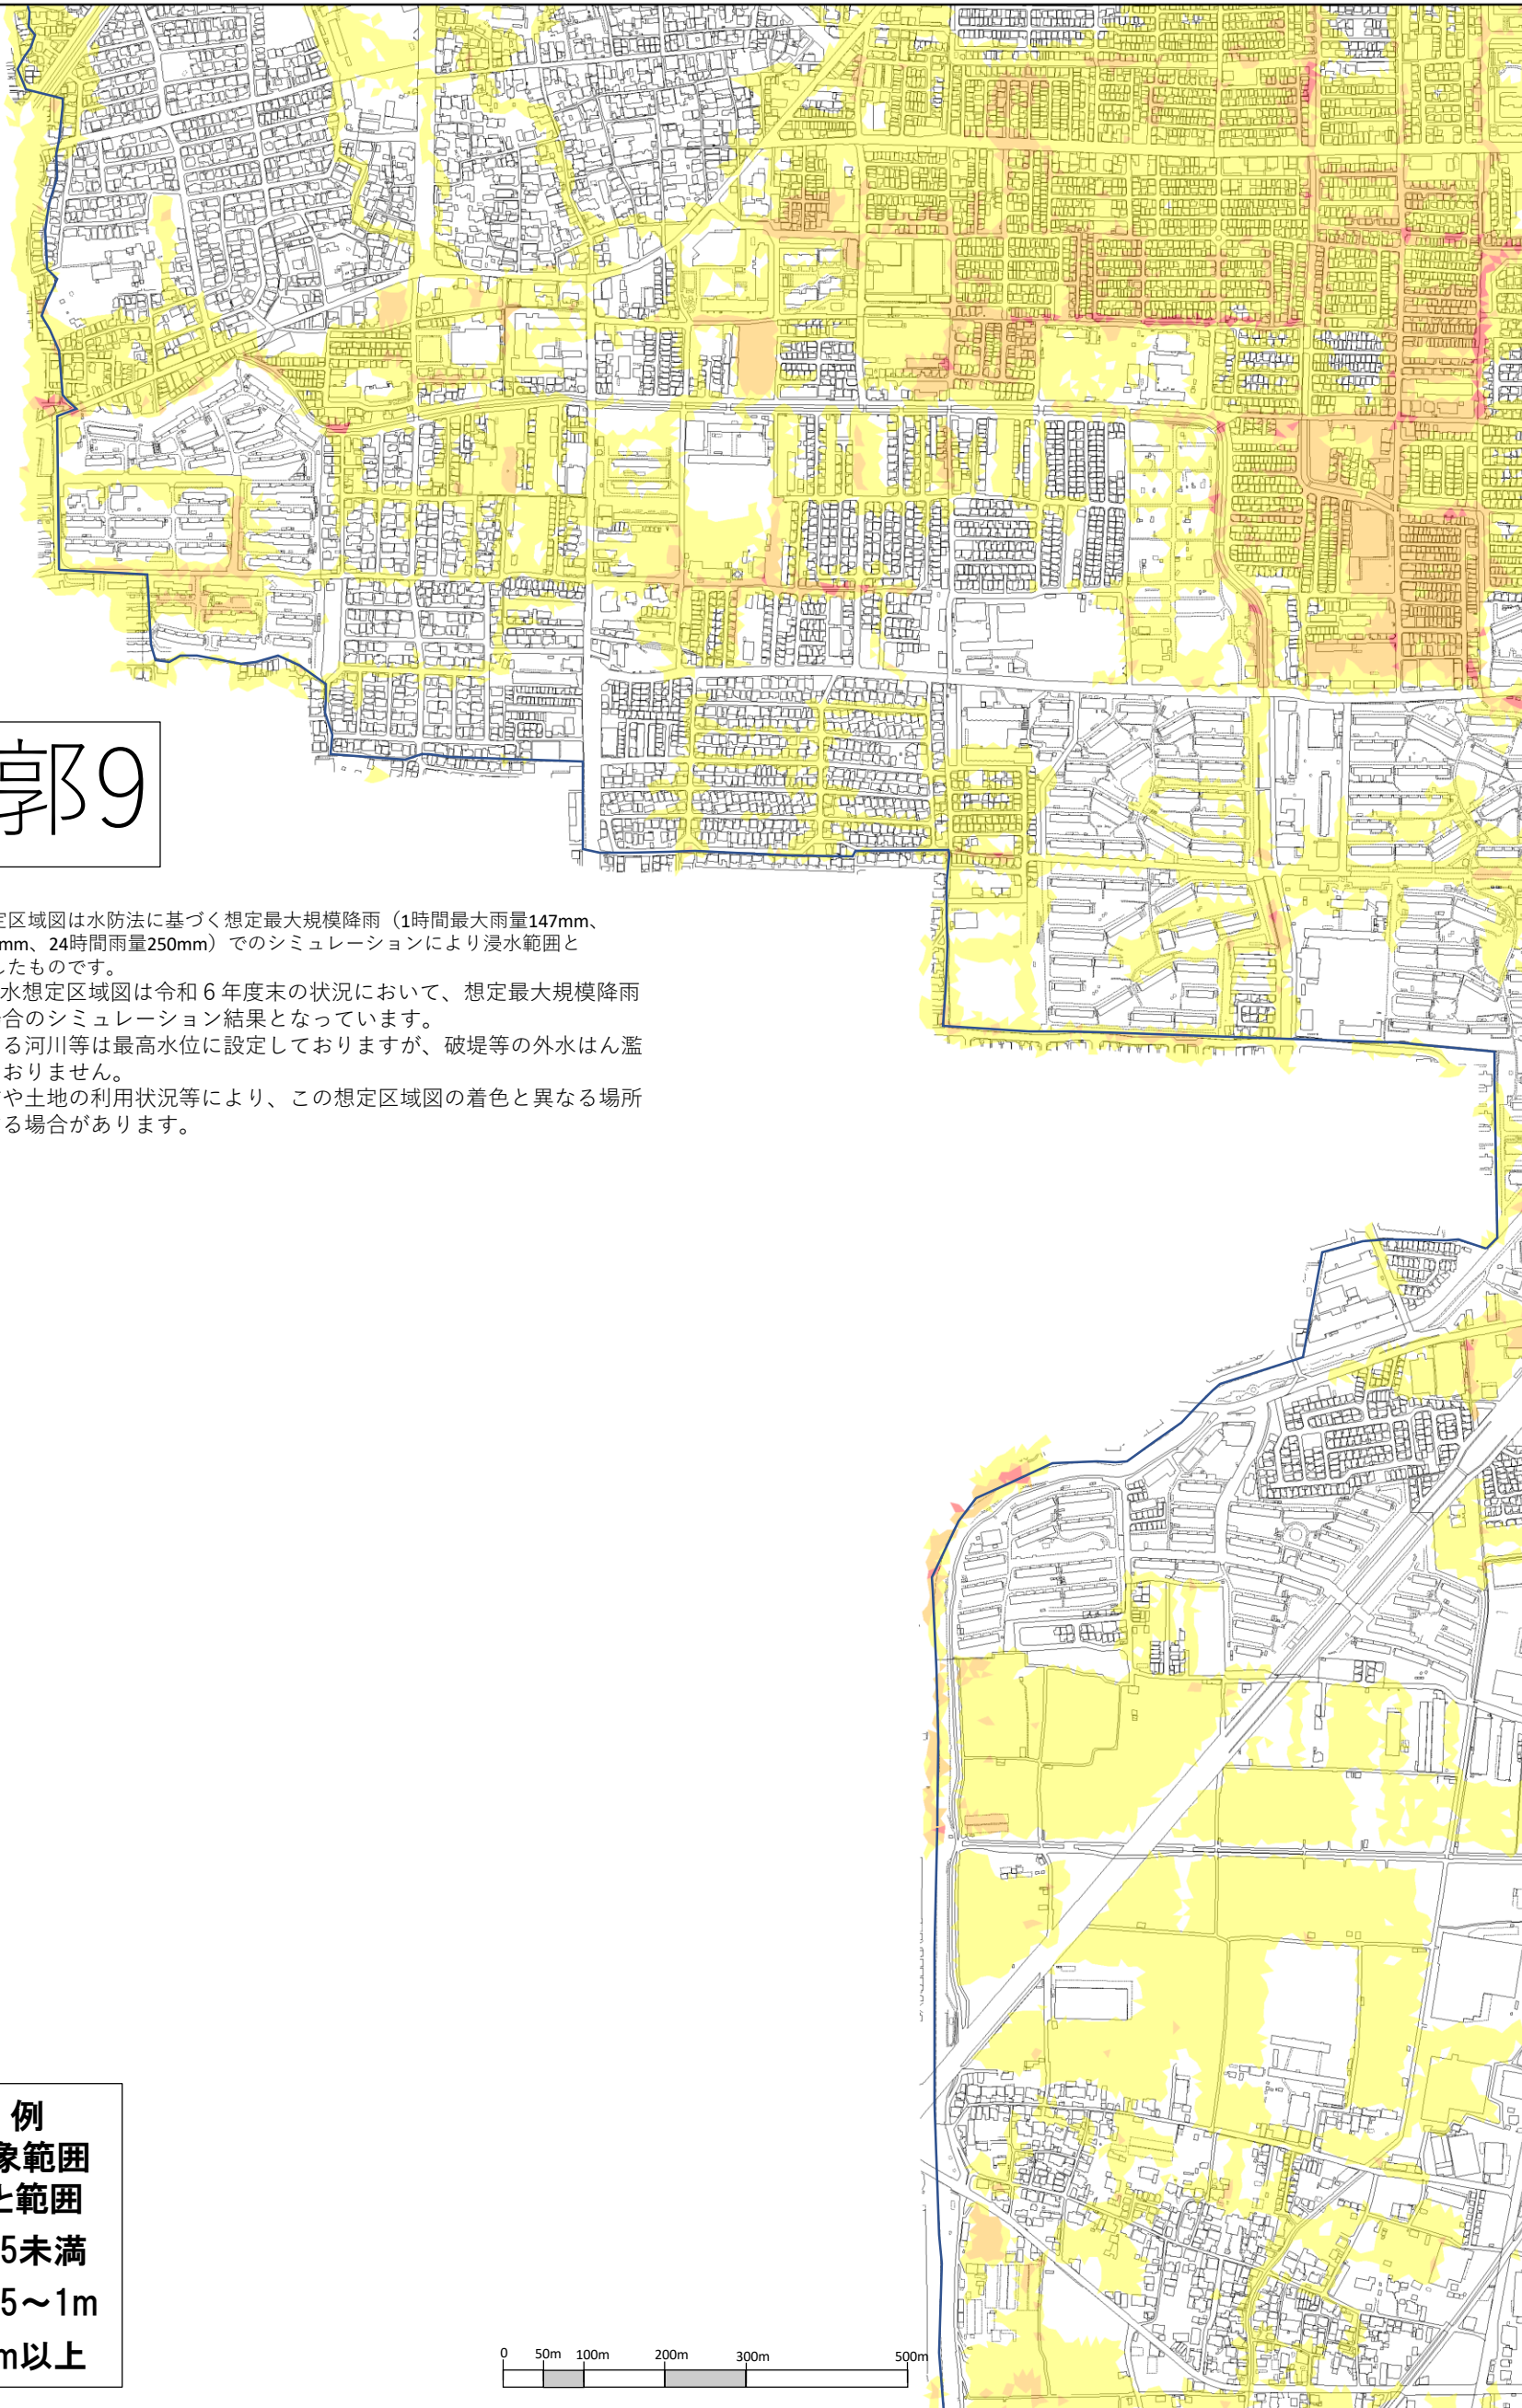 郭9
定区域図は水防法に基づく想定最大規模降雨（1時間最大雨量147mm、
mm、24時間雨量250mm）でのシミュレーションにより浸水範囲と
したものです。
水想定区域図は令和６年度末の状況において、想定最大規模降雨
合のシミュレーション結果となっています。
る河川等は最高水位に設定しておりますが、破堤等の外水はん濫
おりません。
や土地の利用状況等により、この想定区域図の着色と異なる場所
る場合があります。
例
象範囲
と範囲
5未満
5～1m
m以上
0 50m 100m 200m 300m 500m